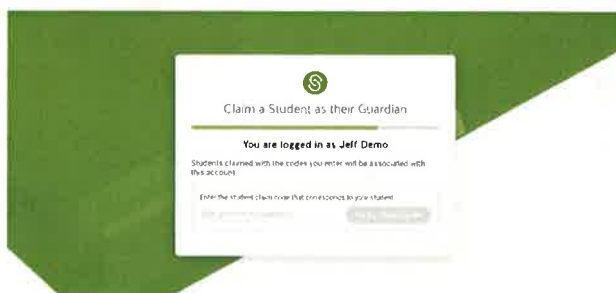 Claim a Student as their Guardian
You are logged in as Jeff Demo
Students claimed with the codes you enter will be associated with
this account
Enter the student claim code that corresponds to your student